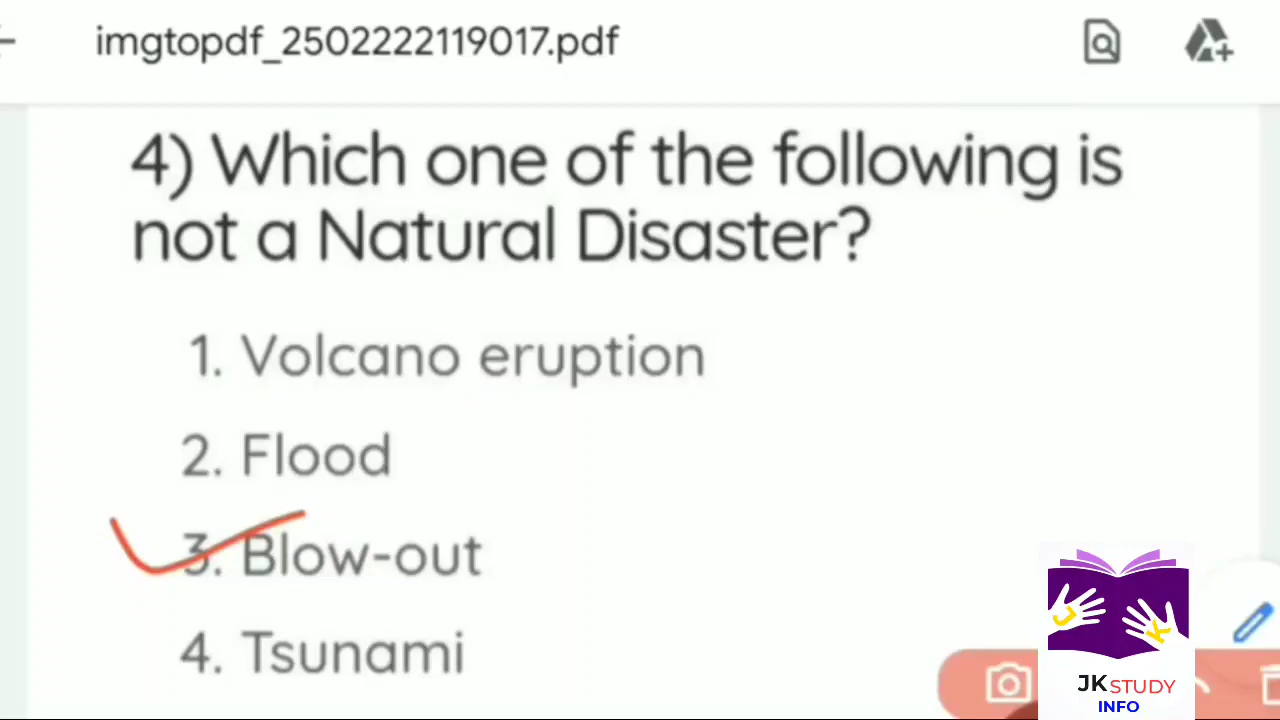 imgtopdf_2502222119017.pdf
4) Which one of the following is
not a Natural Disaster?
1. Volcano eruption
2. Flood
3. Blow-out
4. Tsunami
J K
JK STUDY
INFO